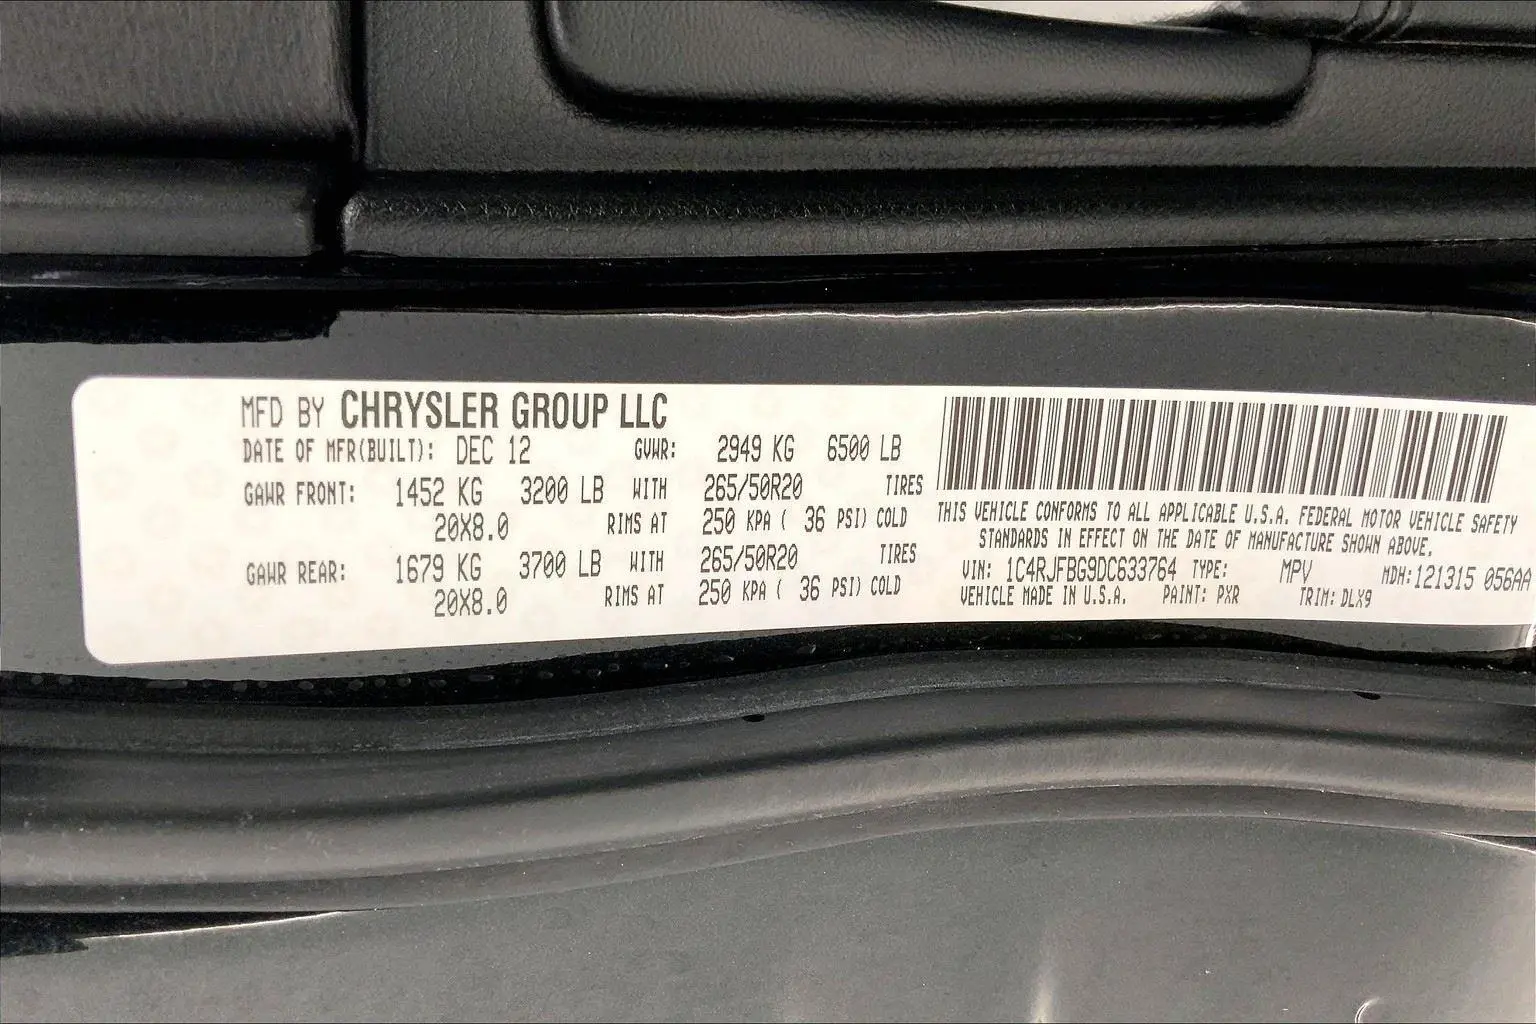 MFD BY CHRYSLER GROUP LLC
DATE OF MFR(BUILT): DEC 12 GVWR: 2949 KG 6500 LB
GAWR FRONT: 1452 KG 3200 LB WITH 265/50R20 TIRES
20X8.0 RIMS AT 250 KPA ( 36 PSI) COLD
GAWR REAR: 1679 KG 3700 LB WITH 265/50R20 TIRES
20X8.0 RIMS AT 250 KPA ( 36 PSI) COLD
THIS VEHICLE CONFORMS TO ALL APPLICABLE U.S.A. FEDERAL MOTOR VEHICLE SAFETY
STANDARDS IN EFFECT ON THE DATE OF MANUFACTURE SHOWN ABOVE.
VIN: 1C4RJFBG9DC633764 TYPE: MPV MDH: 121315 056AA
VEHICLE MADE IN U.S.A. PAINT: PXR TRIM: DLX9